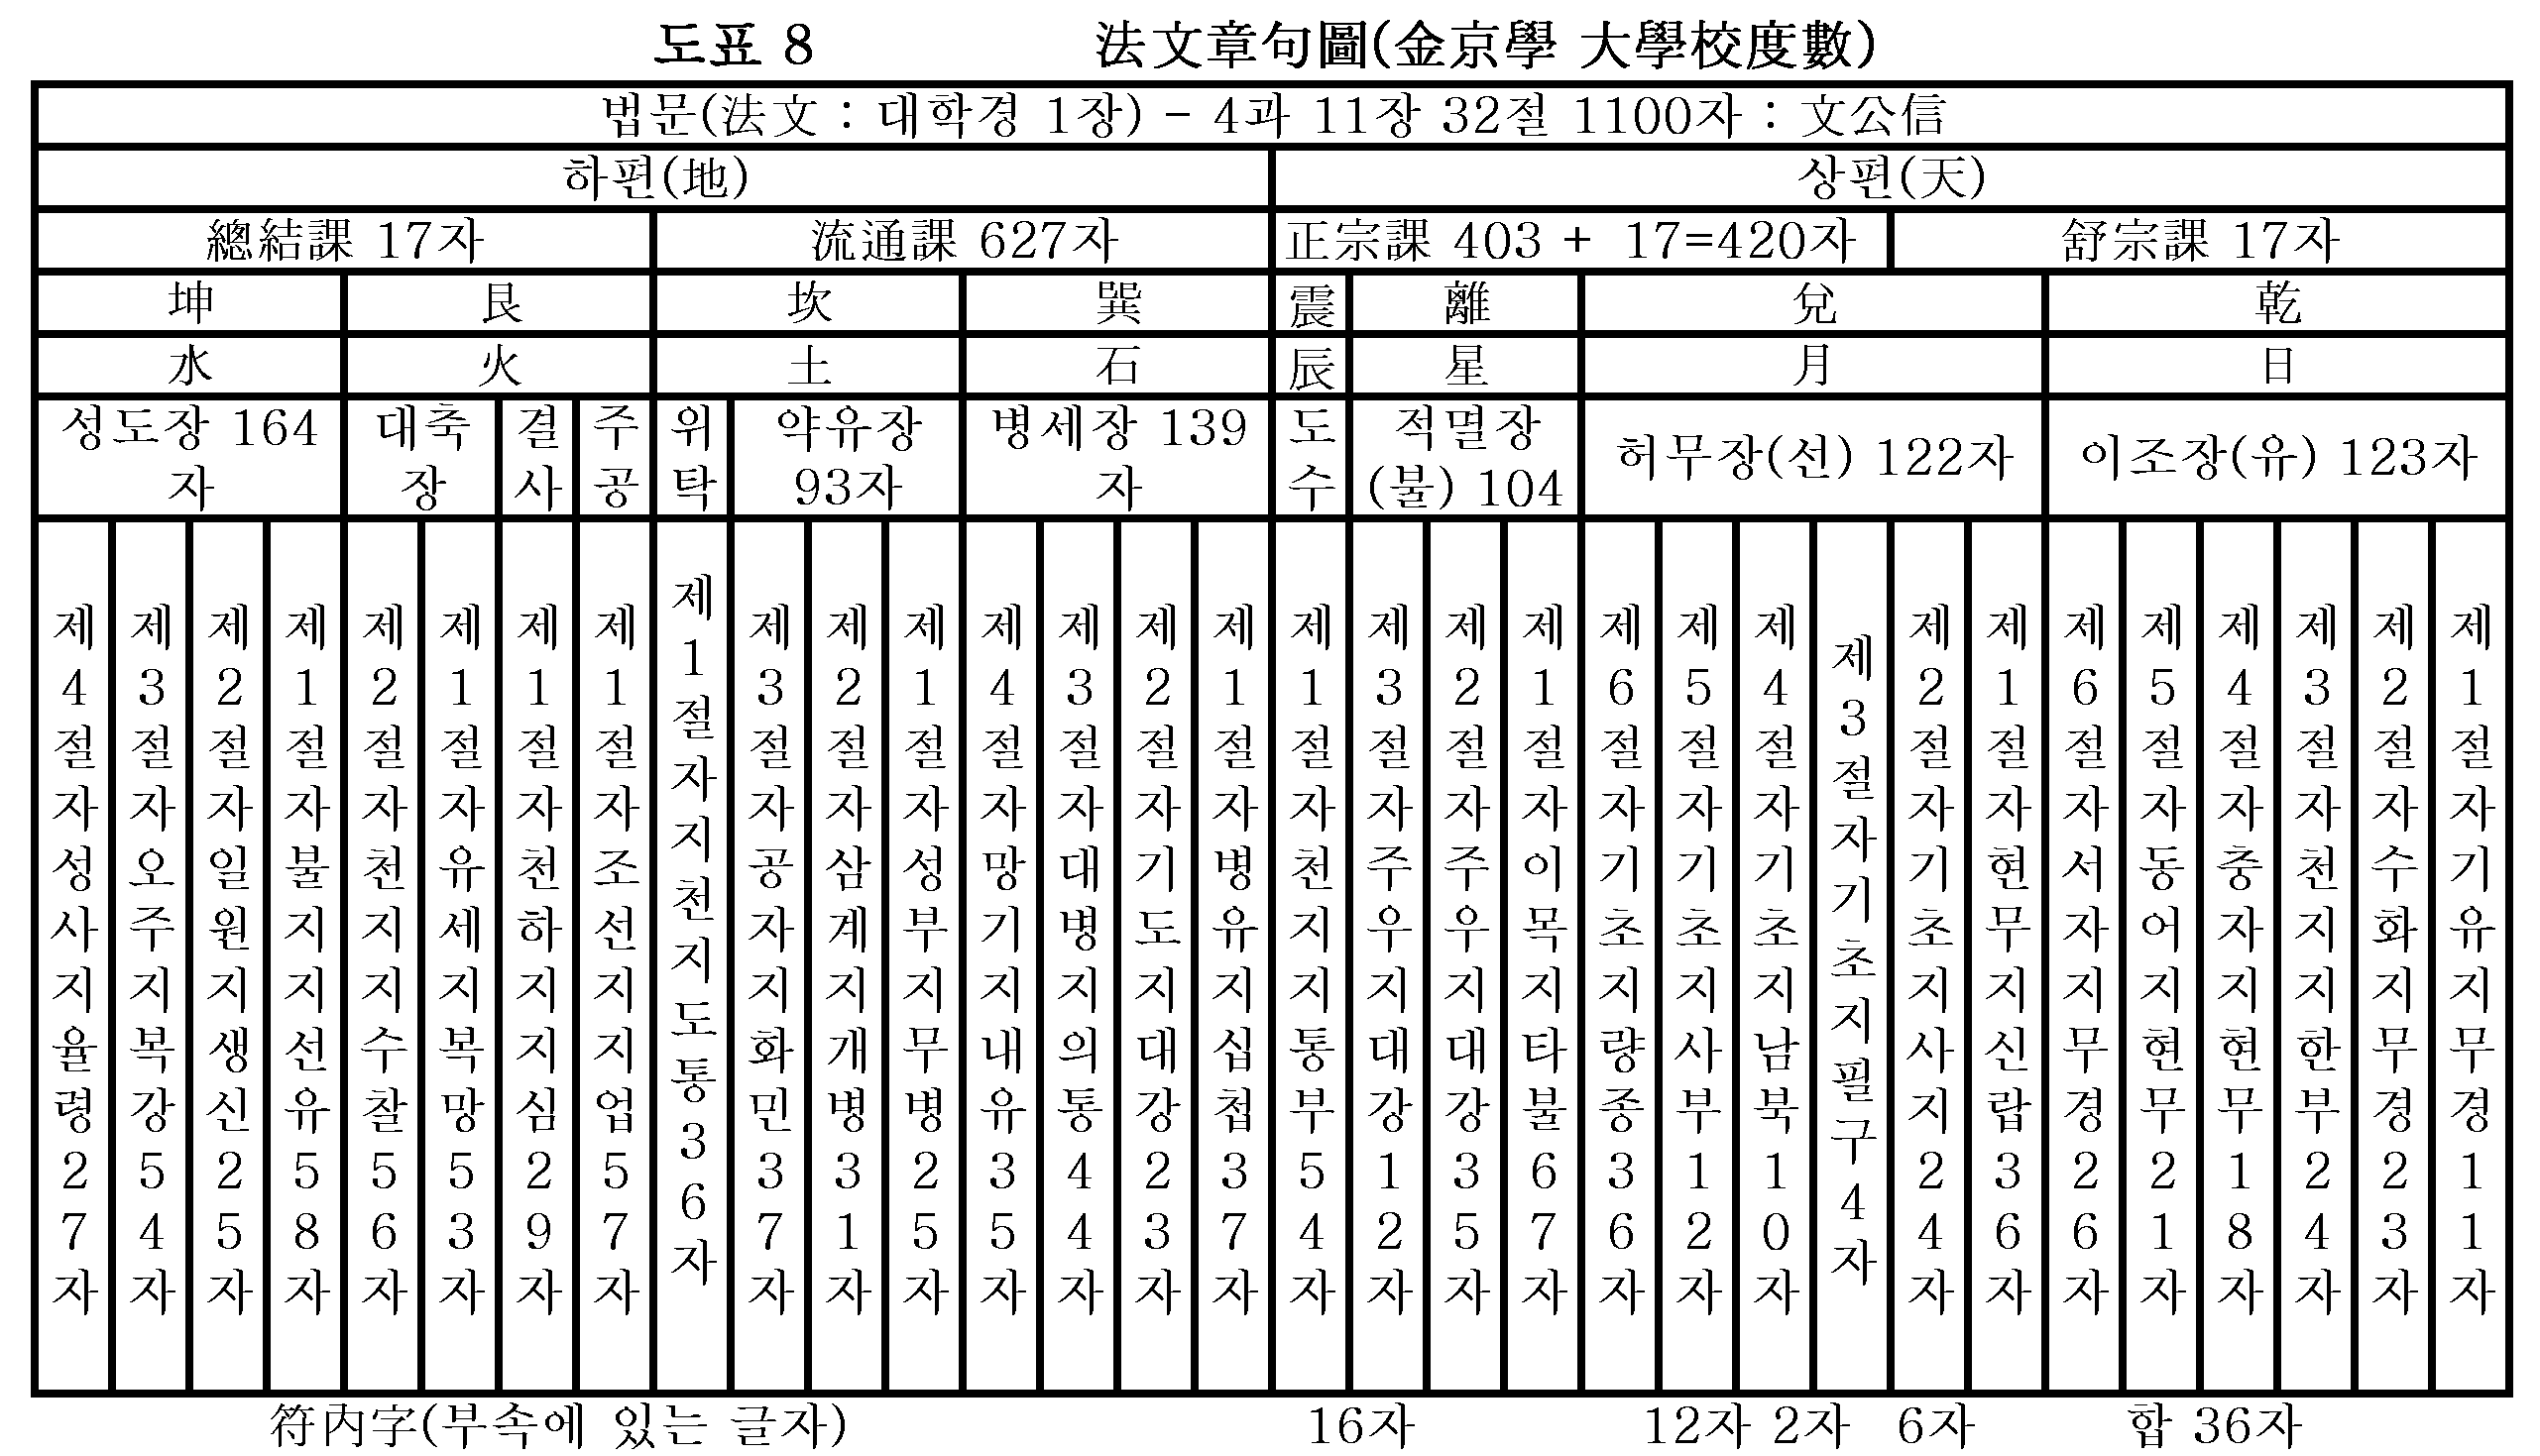 도표 8 法文章句圖(金京學 大學校度數)
법문(法文 : 대학경 1장) - 4과 11장 32절 1100자 : 文公信
하편(地) 상편(天)
總結課 17자 流通課 627자 正宗課 403 + 17=420자 舒宗課 17자
坤 艮 坎 巽 震 離 兌 乾
水 火 土 石 辰 星 月 日
성도장 164자
대축장
결사
주공
위탁
약유장 93자
병세장 139자
도수
적멸장(불) 104
허무장(선) 122자
이조장(유) 123자
제4절자성사지율령27자
제3절자오주지복강54자
제2절자일원지생신25자
제1절자불지지선유58자
제2절자천지지수찰56자
제1절자유세지복망53자
제1절자천하지지심29자
제1절자조선지지업57자
제1절자지천지지도통36자
제3절자공자지화민37자
제2절자삼계지개병31자
제1절자성부지무병25자
제4절자망기지내유35자
제3절자대병지의통44자
제2절자기도지대강23자
제1절자병유지십첩37자
제1절자천지지통부54자
제3절자주우지대강12자
제2절자주우지대강35자
제1절자이목지타불67자
제6절자기초지량종36자
제5절자기초지사부12자
제4절자기초지남북10자
제3절자기초지필구4자
제2절자기초지사지24자
제1절자현무지신랍36자
제6절자서자지무경26자
제5절자동어지현무21자
제4절자충자지현무18자
제3절자천지지한부24자
제2절자수화지무경23자
제1절자기유지무경11자
符內字(부속에 있는 글자) 16자 12자 2자 6자 합 36자